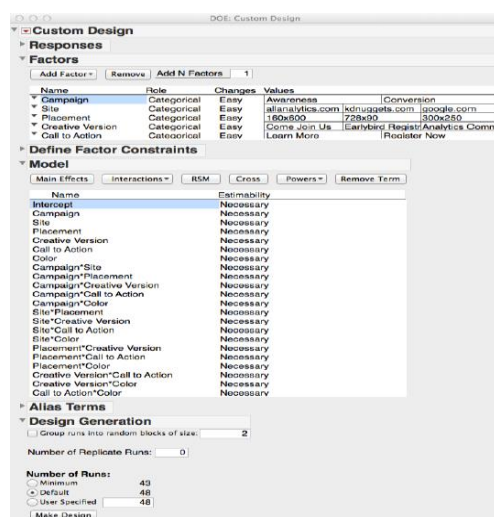 DOE: Custom Design
Custom Design
Responses
Factors
Add Factor Remove Add N Factors 1
Name Role Changes Values
Campaign Categorical Easy Awareness Conversion
Site Categorical Easy allanalytics.com kdnuggets.com google.com
Placement Categorical Easy 160x600 728x90 300x250
Creative Version Categorical Easy Come Join Us Earlybird Registr Analytics Comm
Call to Action Categorical Easy Learn More Register Now
Define Factor Constraints
Model
Main Effects Interactions RSM Cross Powers Remove Term
Name Estimability
Intercept Necessary
Campaign Necessary
Site Necessary
Placement Necessary
Creative Version Necessary
Call to Action Necessary
Color Necessary
Campaign*Site Necessary
Campaign*Placement Necessary
Campaign*Creative Version Necessary
Campaign*Call to Action Necessary
Campaign*Color Necessary
Site*Placement Necessary
Site*Creative Version Necessary
Site*Call to Action Necessary
Site*Color Necessary
Placement*Creative Version Necessary
Placement*Call to Action Necessary
Placement*Color Necessary
Creative Version*Call to Action Necessary
Creative Version*Color Necessary
Call to Action*Color Necessary
Alias Terms
Design Generation
Group runs into random blocks of size: 2
Number of Replicate Runs: 0
Number of Runs:
Minimum 43
Default 48
User Specified 48
Make Design